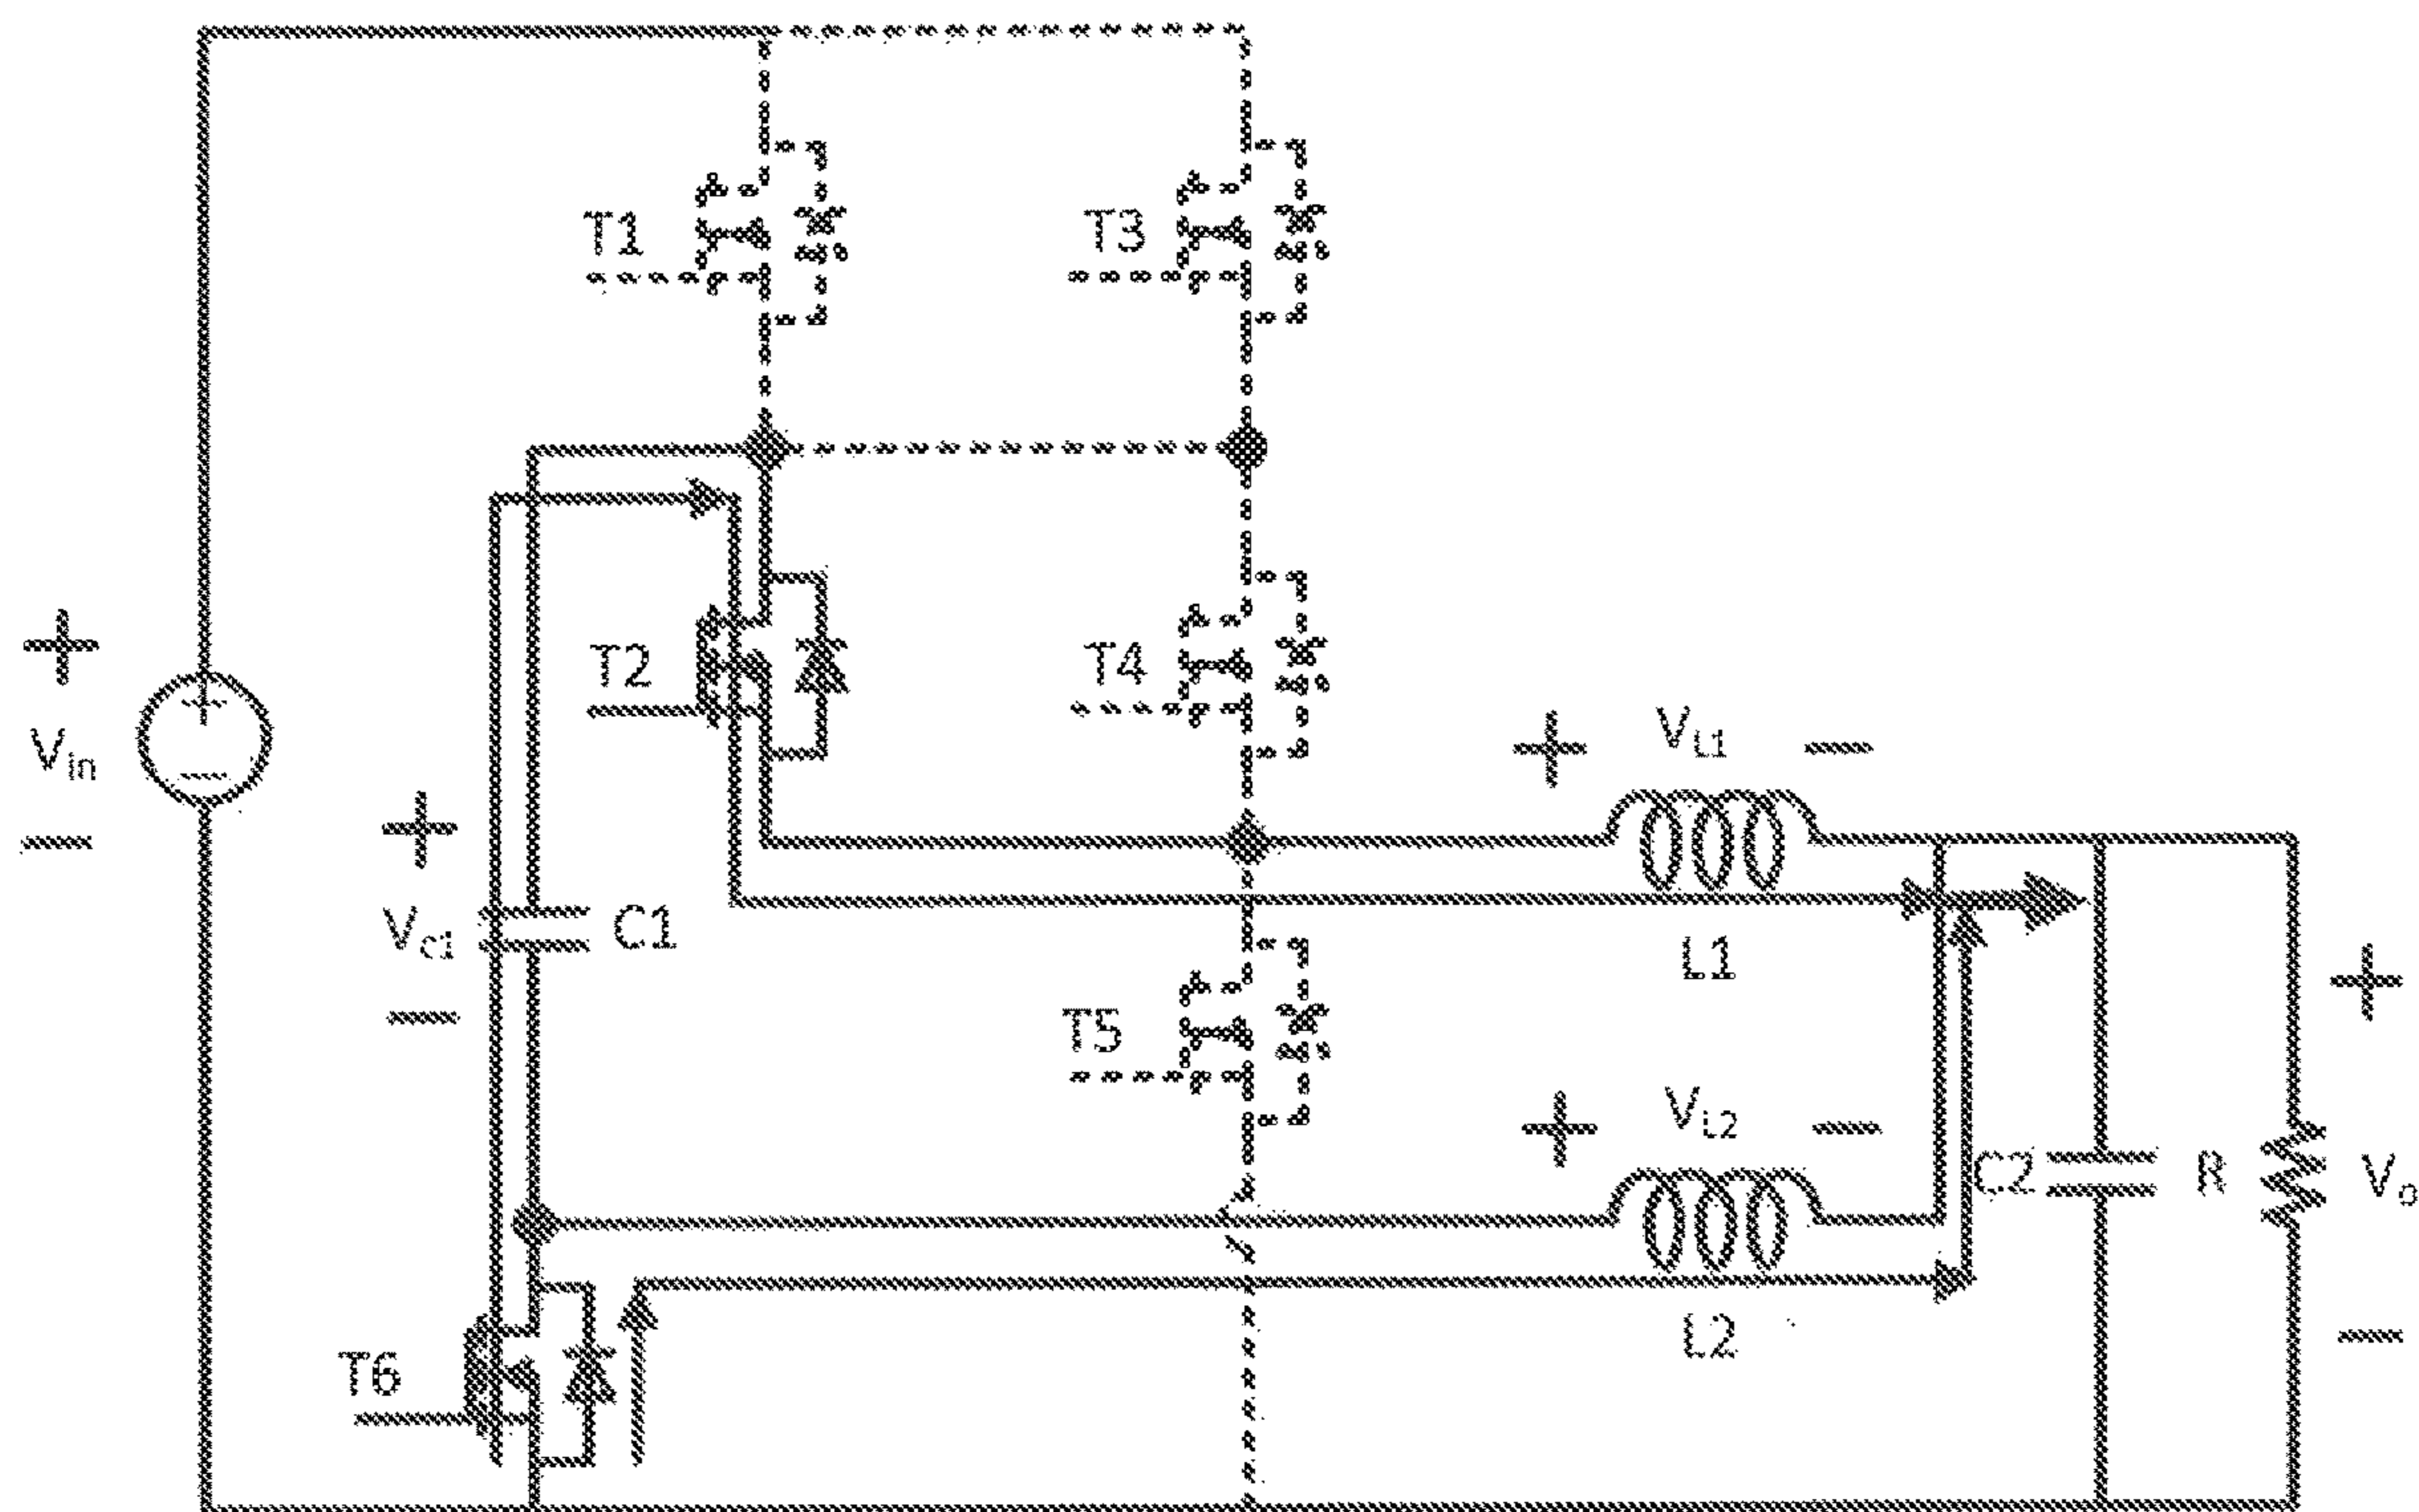 T1
T3
+
T2
T4
+ V_L1 −
V_in
−
+
V_c1
C1
−
L1
+
T5
+ V_L2 −
C2
R
V_o
L2
−
T6